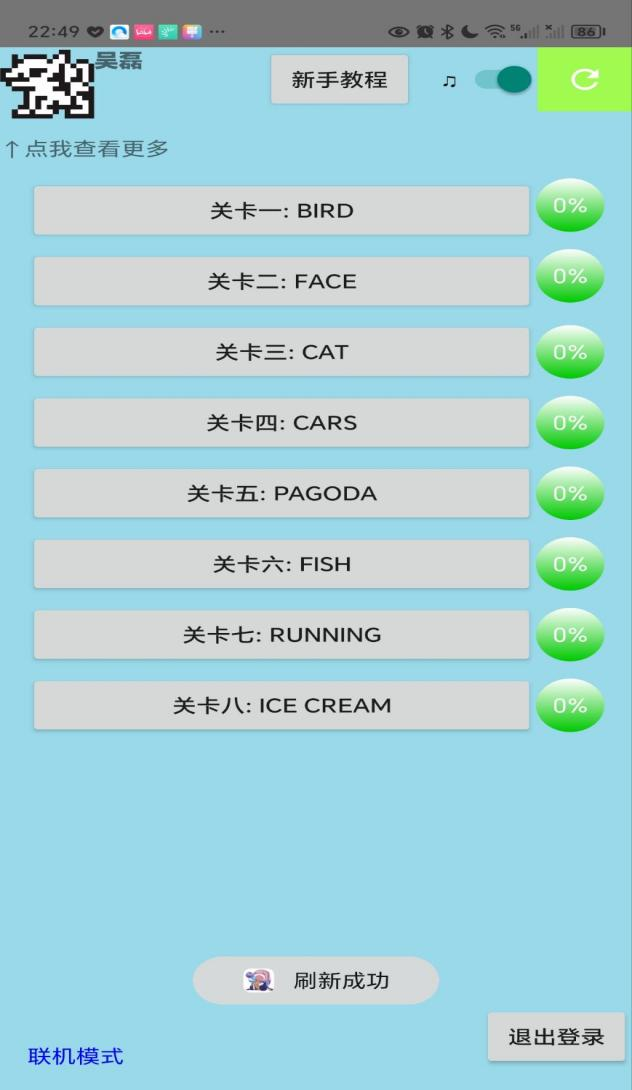 22:49
5G
86
吴磊
新手教程
♫
↑点我查看更多
关卡一: BIRD
0%
关卡二: FACE
0%
关卡三: CAT
0%
关卡四: CARS
0%
关卡五: PAGODA
0%
关卡六: FISH
0%
关卡七: RUNNING
0%
关卡八: ICE CREAM
0%
刷新成功
退出登录
联机模式